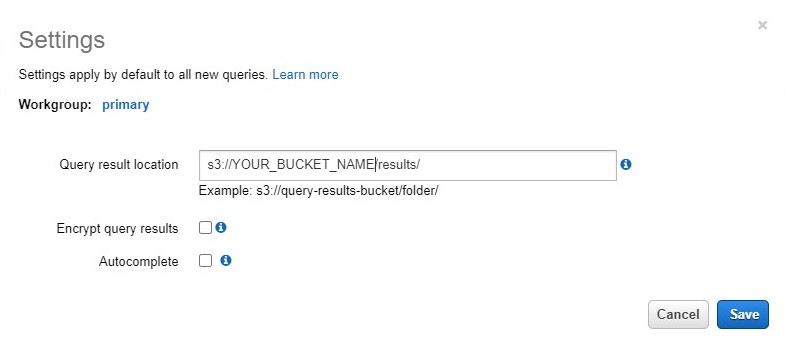 Settings
Settings apply by default to all new queries. Learn more
Workgroup: primary
Query result location s3://YOUR_BUCKET_NAME/results/
Example: s3://query-results-bucket/folder/
Encrypt query results
Autocomplete
Cancel Save